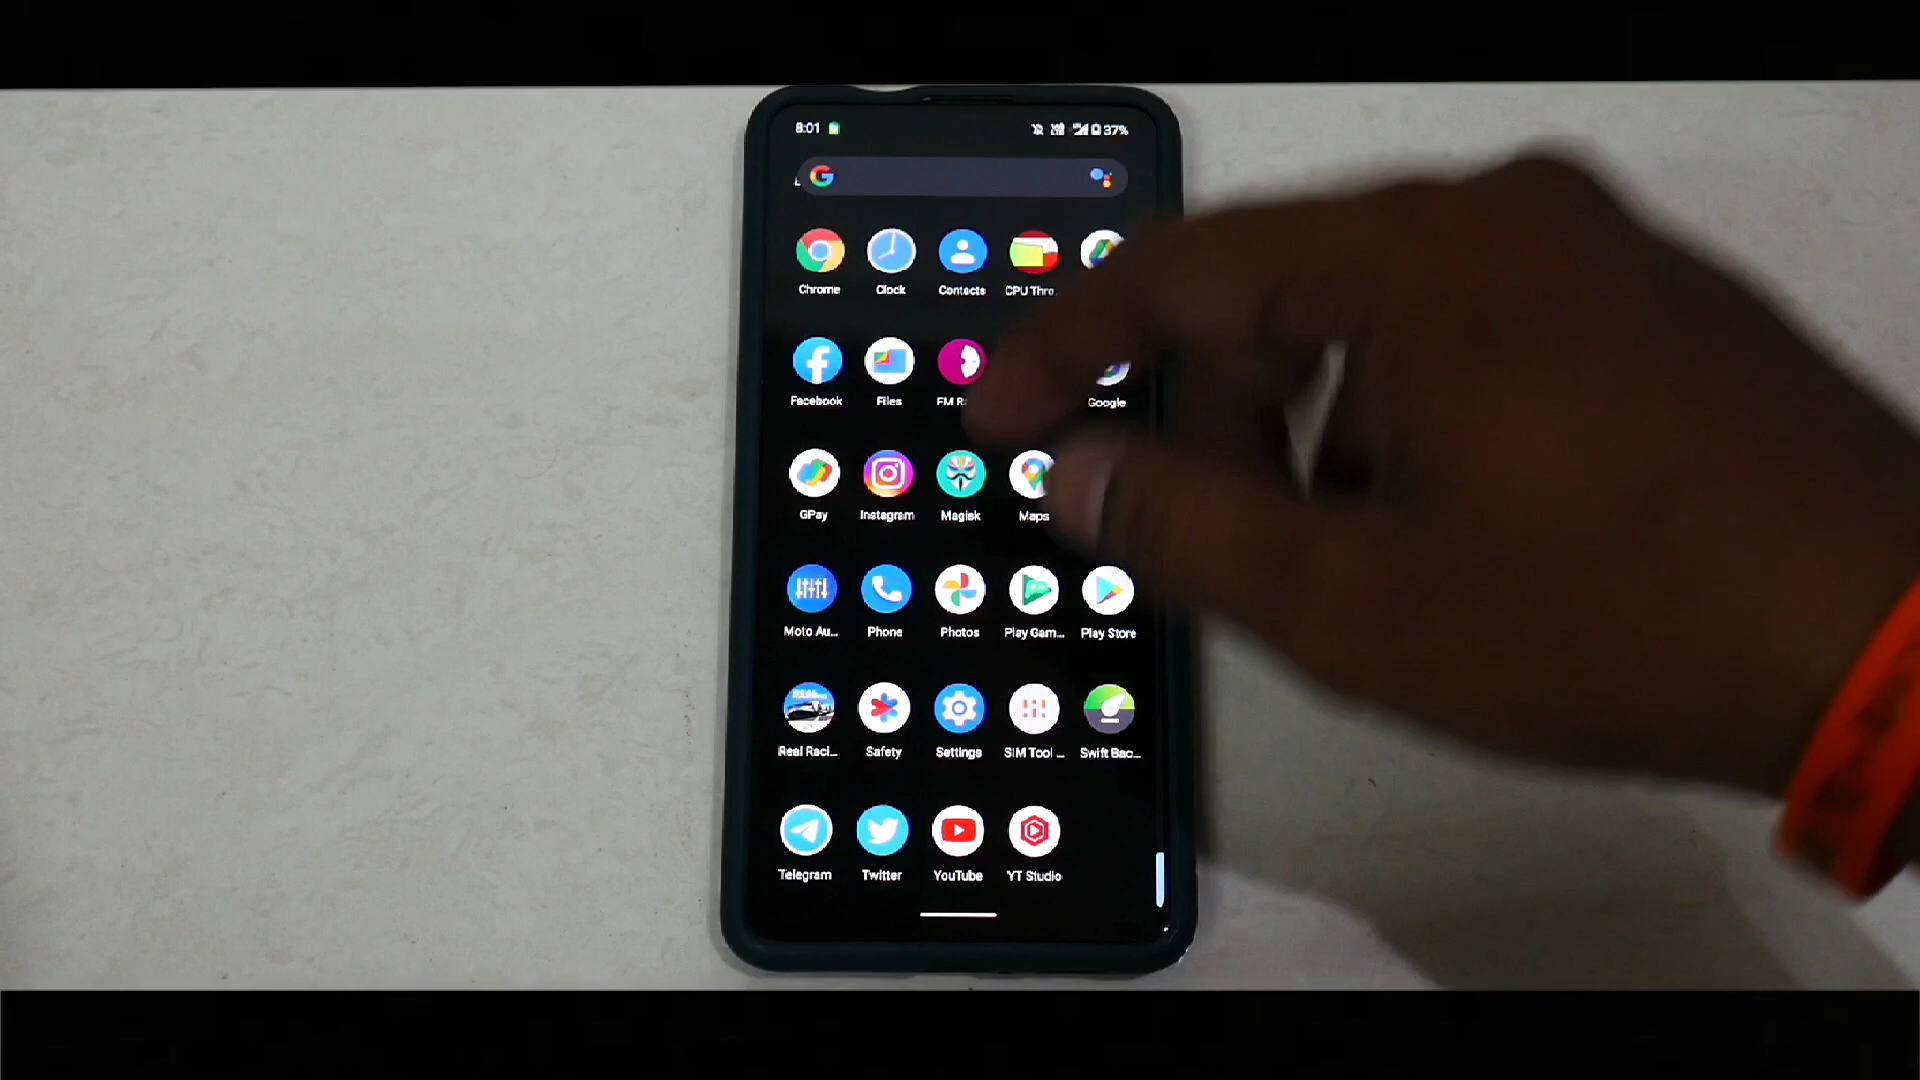 8:01 37%
Chrome Clock Contacts CPU Thro...
Facebook Files FM R Google
GPay Instagram Magisk Maps
Moto Au... Phone Photos Play Gam... Play Store
Real Raci... Safety Settings SIM Tool ... Swift Bac...
Telegram Twitter YouTube YT Studio